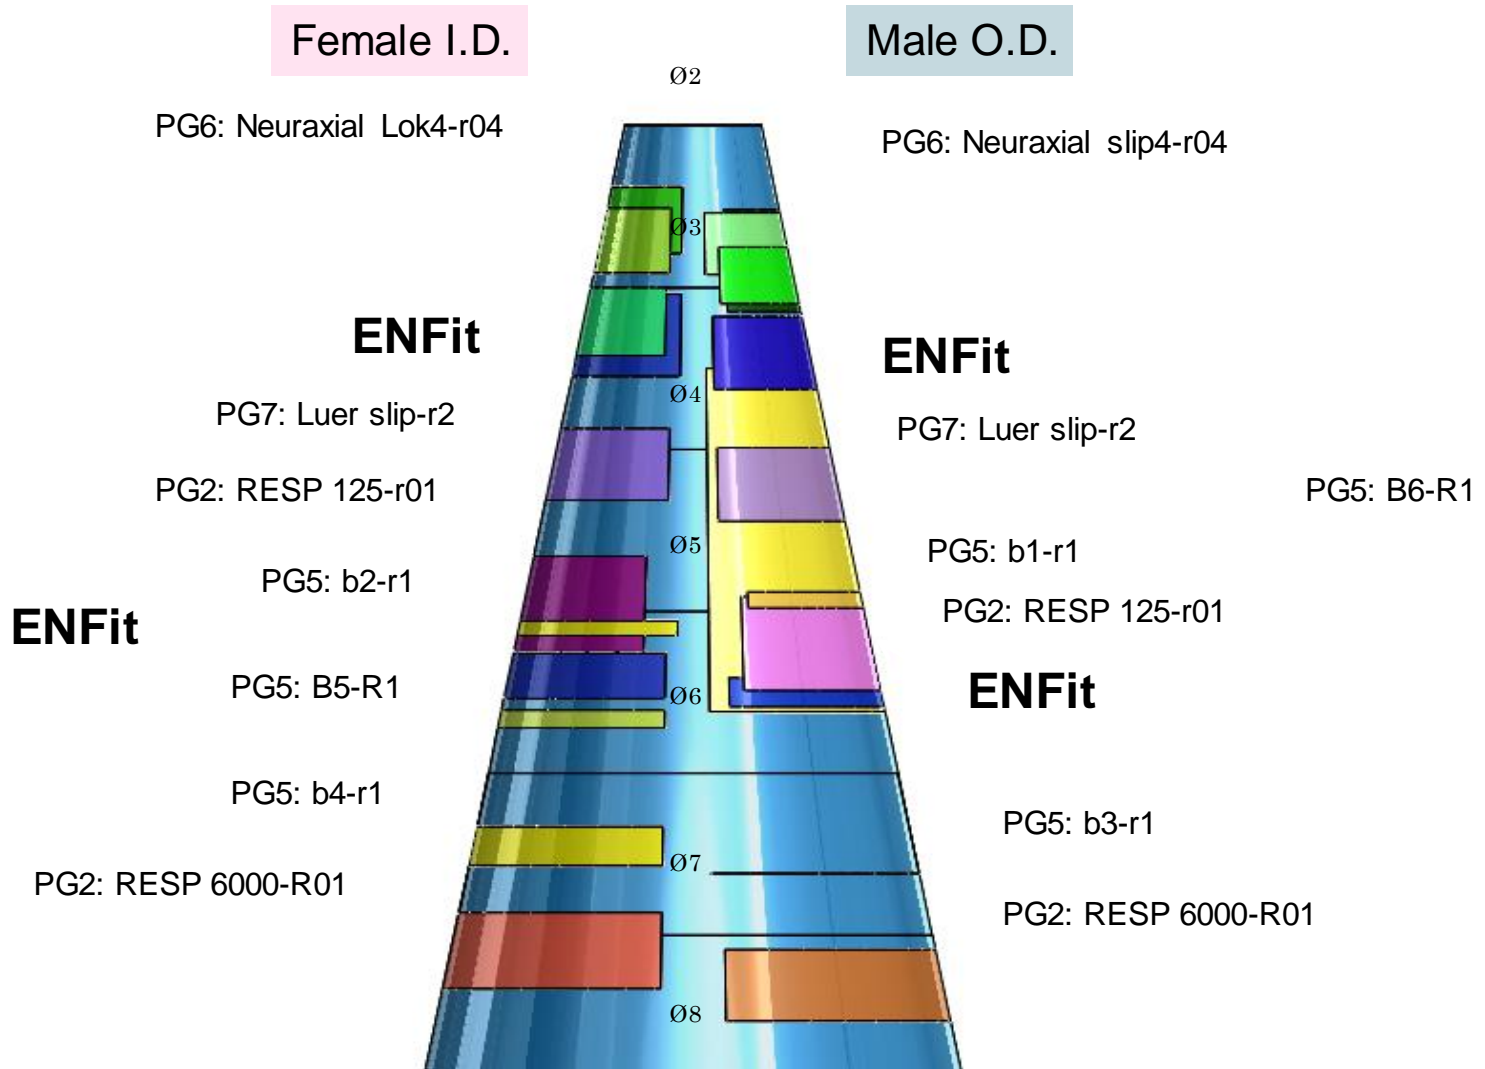 Female I.D.
Male O.D.
Ø2
PG6: Neuraxial Lok4-r04
PG6: Neuraxial slip4-r04
Ø3
ENFit
ENFit
Ø4
PG7: Luer slip-r2
PG7: Luer slip-r2
PG2: RESP 125-r01
PG5: B6-R1
Ø5
PG5: b1-r1
PG5: b2-r1
PG2: RESP 125-r01
ENFit
PG5: B5-R1
Ø6
ENFit
PG5: b4-r1
PG5: b3-r1
Ø7
PG2: RESP 6000-R01
PG2: RESP 6000-R01
Ø8